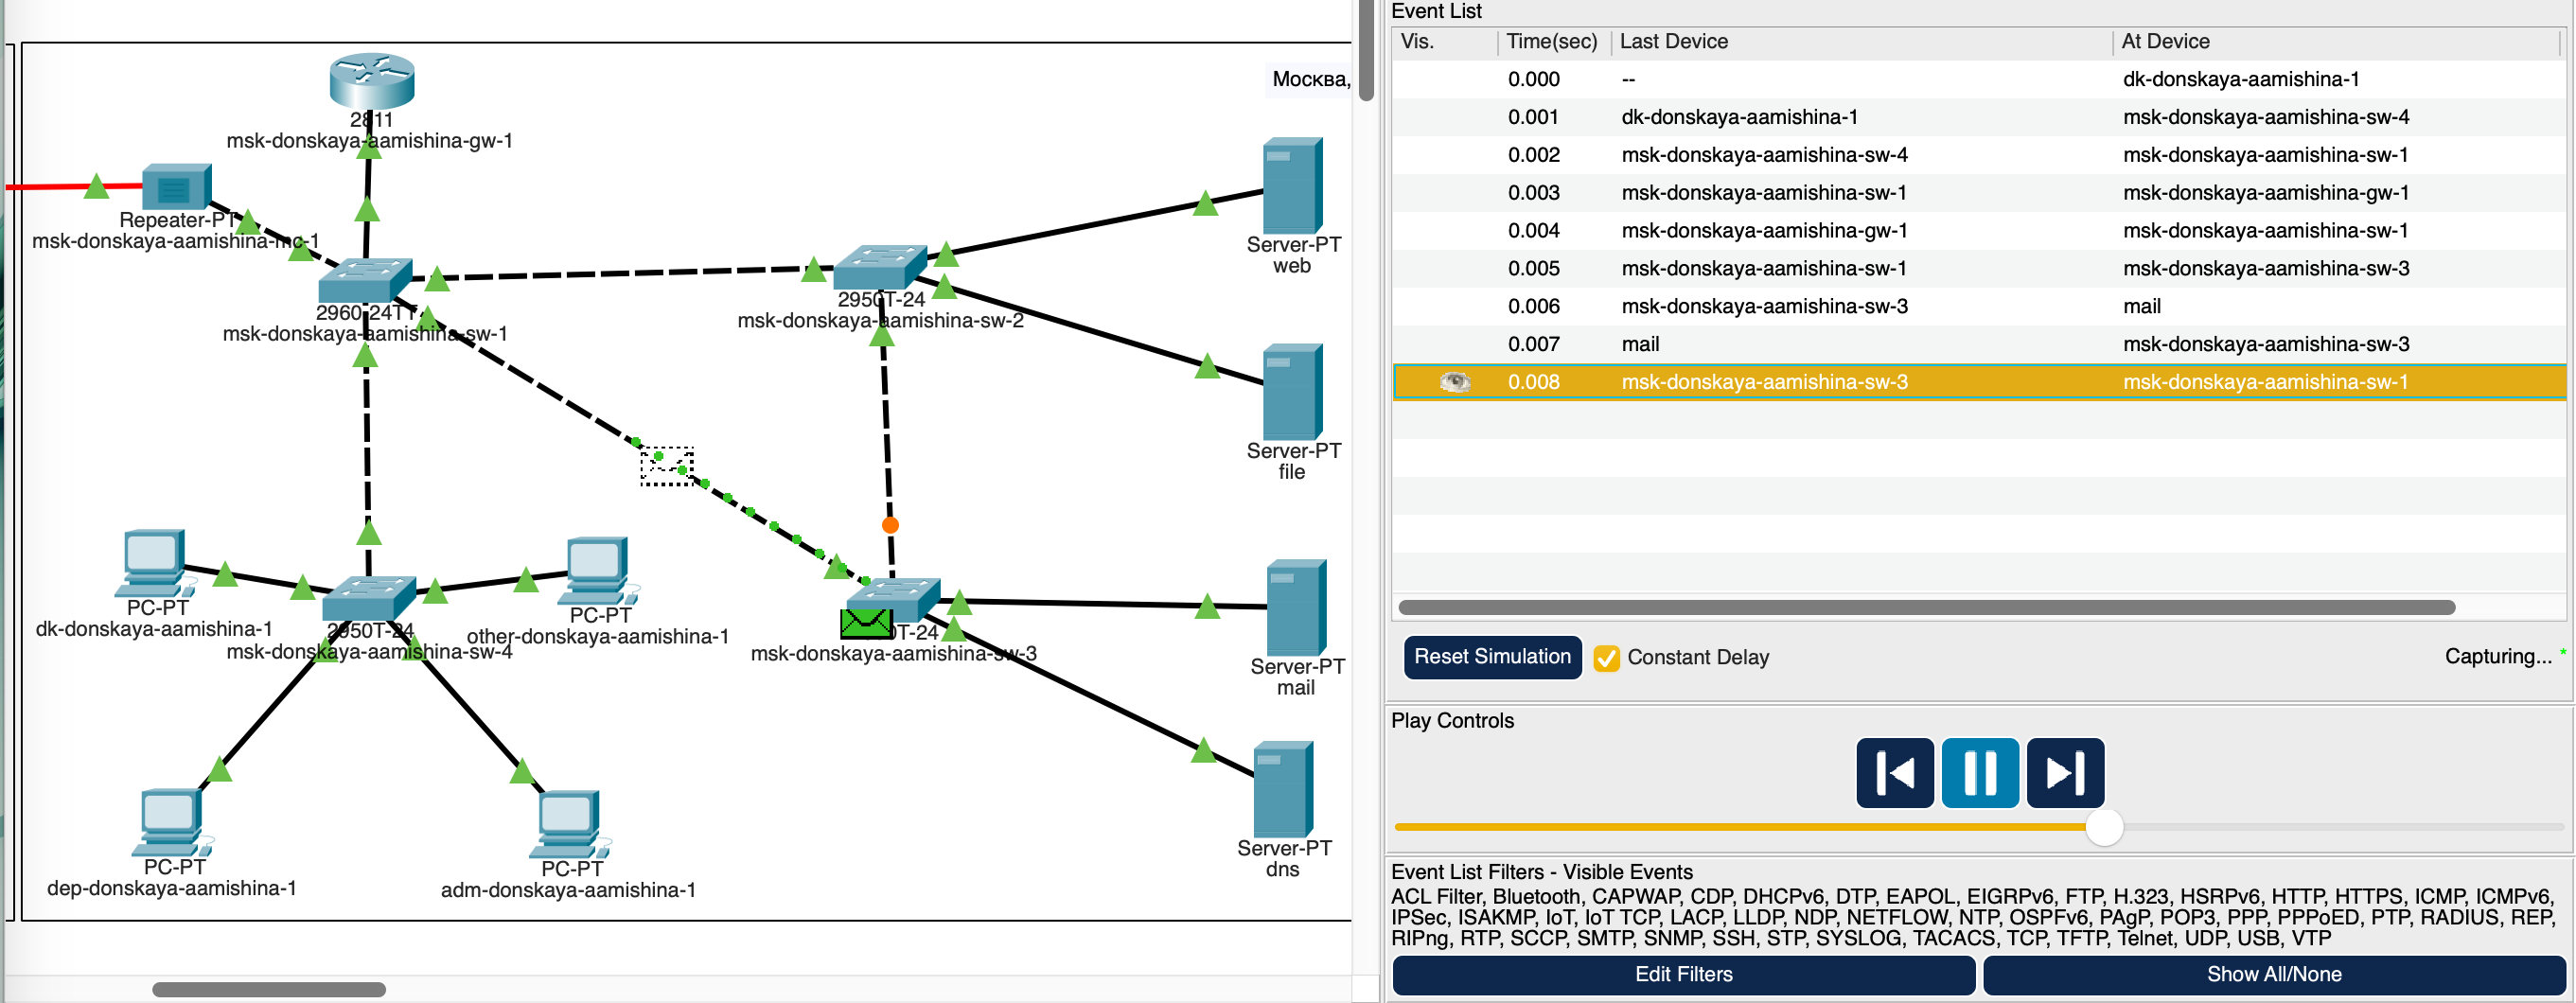 Москва,
2811
msk-donskaya-aamishina-gw-1
Repeater-PT
msk-donskaya-aamishina-mc-1
2960-24TT
msk-donskaya-aamishina-sw-1
2950T-24
msk-donskaya-aamishina-sw-2
Server-PT
web
Server-PT
file
PC-PT
dk-donskaya-aamishina-1
2950T-24
msk-donskaya-aamishina-sw-4
PC-PT
other-donskaya-aamishina-1
0T-24
msk-donskaya-aamishina-sw-3
Server-PT
mail
Server-PT
dns
PC-PT
dep-donskaya-aamishina-1
PC-PT
adm-donskaya-aamishina-1
Event List
Vis. Time(sec) Last Device At Device
0.000 -- dk-donskaya-aamishina-1
0.001 dk-donskaya-aamishina-1 msk-donskaya-aamishina-sw-4
0.002 msk-donskaya-aamishina-sw-4 msk-donskaya-aamishina-sw-1
0.003 msk-donskaya-aamishina-sw-1 msk-donskaya-aamishina-gw-1
0.004 msk-donskaya-aamishina-gw-1 msk-donskaya-aamishina-sw-1
0.005 msk-donskaya-aamishina-sw-1 msk-donskaya-aamishina-sw-3
0.006 msk-donskaya-aamishina-sw-3 mail
0.007 mail msk-donskaya-aamishina-sw-3
0.008 msk-donskaya-aamishina-sw-3 msk-donskaya-aamishina-sw-1
Reset Simulation Constant Delay Capturing... *
Play Controls
Event List Filters - Visible Events
ACL Filter, Bluetooth, CAPWAP, CDP, DHCPv6, DTP, EAPOL, EIGRPv6, FTP, H.323, HSRPv6, HTTP, HTTPS, ICMP, ICMPv6,
IPSec, ISAKMP, IoT, IoT TCP, LACP, LLDP, NDP, NETFLOW, NTP, OSPFv6, PAgP, POP3, PPP, PPPoED, PTP, RADIUS, REP,
RIPng, RTP, SCCP, SMTP, SNMP, SSH, STP, SYSLOG, TACACS, TCP, TFTP, Telnet, UDP, USB, VTP
Edit Filters Show All/None